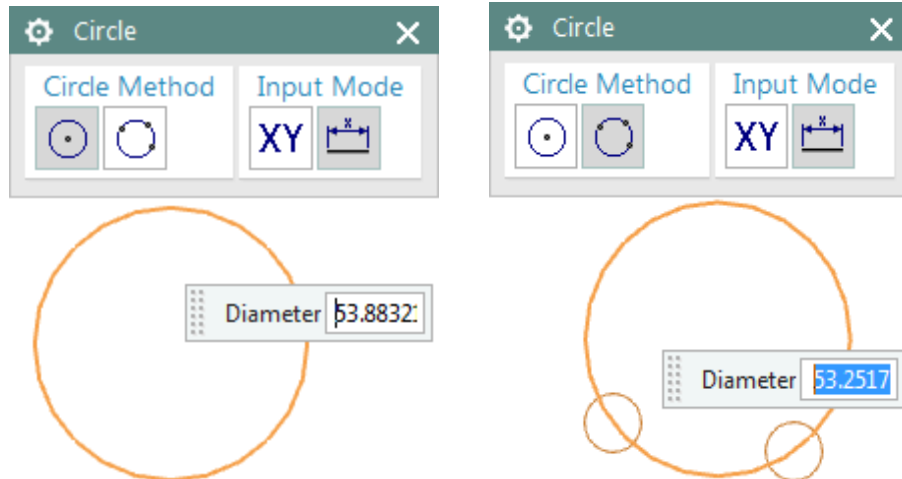 Circle
Circle Method Input Mode
XY x
Diameter 53.8832
Circle
Circle Method Input Mode
XY x
Diameter 53.2517